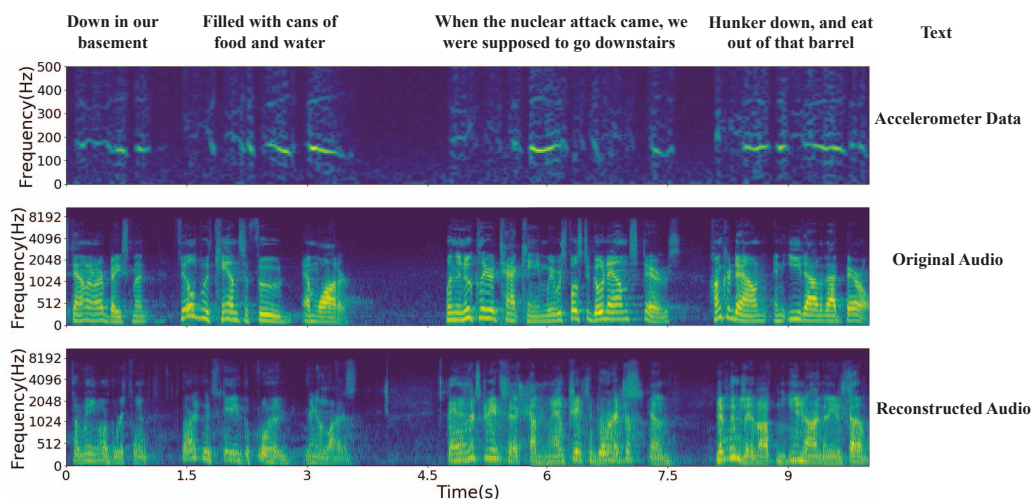 Down in our
basement
Filled with cans of
food and water
When the nuclear attack came, we
were supposed to go downstairs
Hunker down, and eat
out of that barrel
Text
Frequency(Hz)
500
400
300
200
100
0
Accelerometer Data
Frequency(Hz)
8192
4096
2048
1024
512
0
Original Audio
Frequency(Hz)
8192
4096
2048
1024
512
0
Reconstructed Audio
0
1.5
3
4.5
6
7.5
9
Time(s)